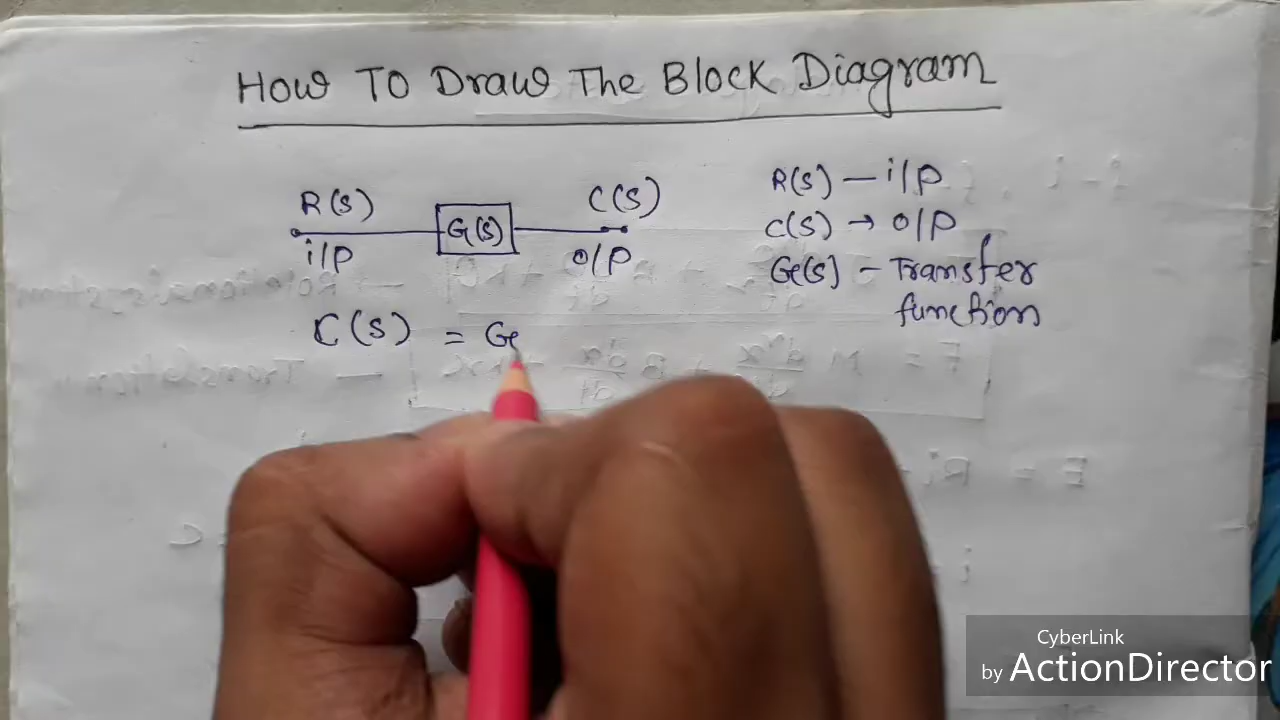 How To Draw The Block Diagram
R(s) G(s) C(s)
i/p o/p
R(s) — i/p
C(s) → o/p
G(s) - Transfer
function
C(s) = G
CyberLink
by ActionDirector